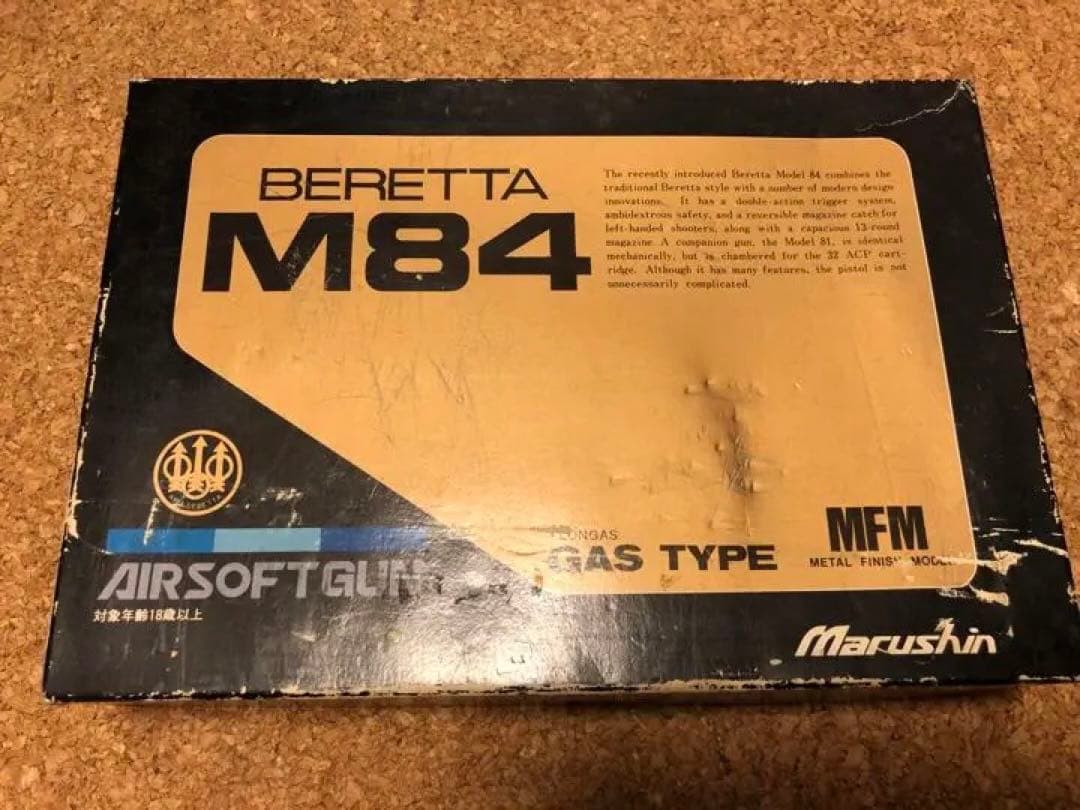 BERETTA
M84
The recently introduced Beretta Model 84 combines the
traditional Beretta style with a number of modern design
innovations. It has a double-action trigger system,
ambidextrous safety, and a reversible magazine catch for
left-handed shooters, along with a capacious 13-round
magazine. A companion gun, the Model 81, is identical
mechanically, but is chambered for the 32 ACP cart-
ridge. Although it has many features, the pistol is not
unnecessarily complicated.
GAS TYPE
MFM
METAL FINISH MODEL
AIRSOFTGUN
対象年齢18歳以上
Marushin